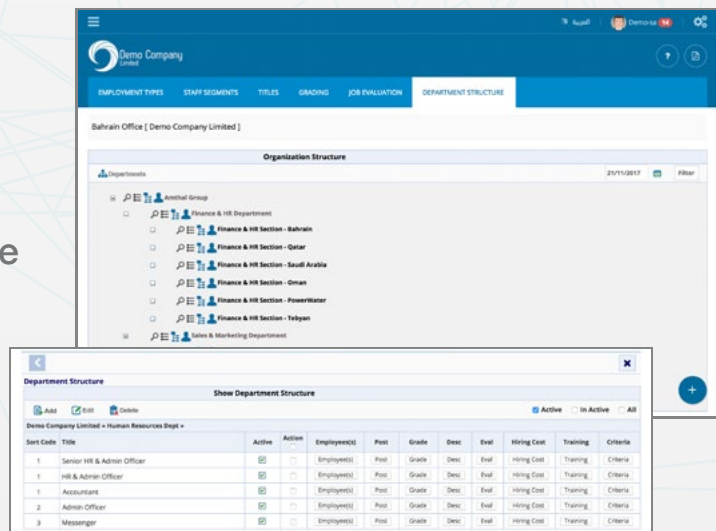 e
العربية
Demo-sa 94
Demo Company
Limited
?
EMPLOYMENT TYPES STAFF SEGMENTS TITLES GRADING JOB EVALUATION DEPARTMENT STRUCTURE
Bahrain Office [ Demo Company Limited ]
Organization Structure
Departments 21/11/2017 Filter
Amthal Group
Finance & HR Department
Finance & HR Section - Bahrain
Finance & HR Section - Qatar
Finance & HR Section - Saudi Arabia
Finance & HR Section - Oman
Finance & HR Section - PowerWater
Finance & HR Section - Tebyan
Sales & Marketing Department
Department Structure
Show Department Structure
Add Edit Delete Active In Active All
Demo Company Limited » Human Resources Dept »
Sort Code Title Active Action Employees(s) Post Grade Desc Eval Hiring Cost Training Criteria
1 Senior HR & Admin Officer Employee(s) Post Grade Desc Eval Hiring Cost Training Criteria
1 HR & Admin Officer Employee(s) Post Grade Desc Eval Hiring Cost Training Criteria
1 Accountant Employee(s) Post Grade Desc Eval Hiring Cost Training Criteria
2 Admin Officer Employee(s) Post Grade Desc Eval Hiring Cost Training Criteria
3 Messenger Employee(s) Post Grade Desc Eval Hiring Cost Training Criteria